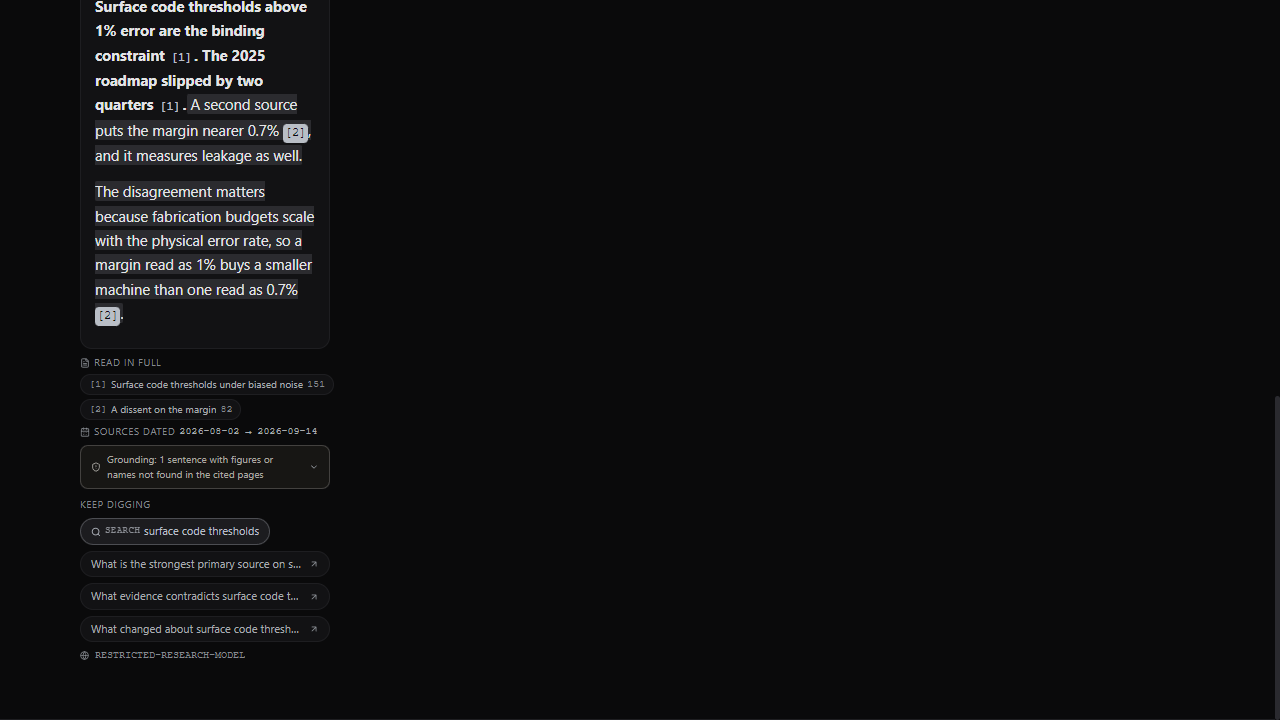 Surface code thresholds above
1% error are the binding
constraint [1]. The 2025
roadmap slipped by two
quarters [1]. A second source
puts the margin nearer 0.7% [2],
and it measures leakage as well.
The disagreement matters
because fabrication budgets scale
with the physical error rate, so a
margin read as 1% buys a smaller
machine than one read as 0.7%
[2].
READ IN FULL
[1] Surface code thresholds under biased noise 151
[2] A dissent on the margin 82
SOURCES DATED 2026-08-02 → 2026-09-14
Grounding: 1 sentence with figures or
names not found in the cited pages
KEEP DIGGING
SEARCH surface code thresholds
What is the strongest primary source on s...
What evidence contradicts surface code t...
What changed about surface code thresh...
RESTRICTED-RESEARCH-MODEL